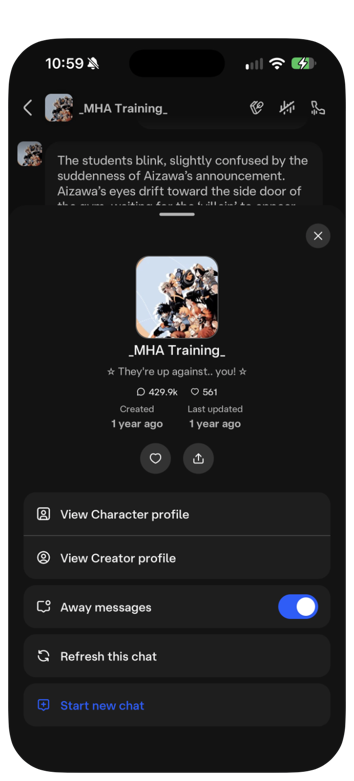 10:59
_MHA Training_
The students blink, slightly confused by the
suddenness of Aizawa's announcement.
Aizawa's eyes drift toward the side door of
_MHA Training_
☆ They're up against.. you! ☆
429.9k 561
Created Last updated
1 year ago 1 year ago
View Character profile
View Creator profile
Away messages
Refresh this chat
Start new chat